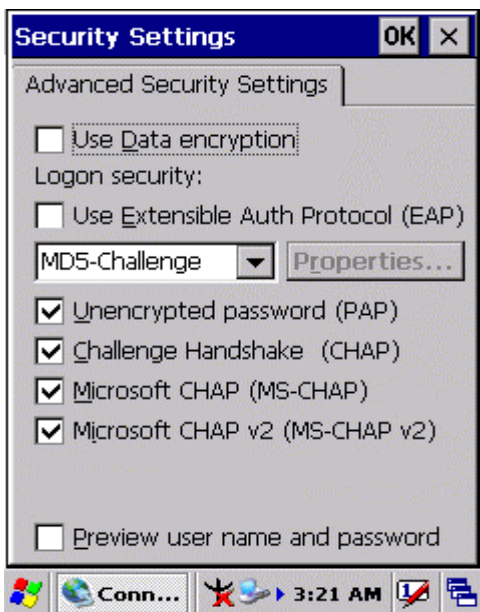 Security Settings OK ×
Advanced Security Settings
Use Data encryption
Logon security:
Use Extensible Auth Protocol (EAP)
MD5-Challenge Properties...
Unencrypted password (PAP)
Challenge Handshake (CHAP)
Microsoft CHAP (MS-CHAP)
Microsoft CHAP v2 (MS-CHAP v2)
Preview user name and password
Conn... 3:21 AM 1